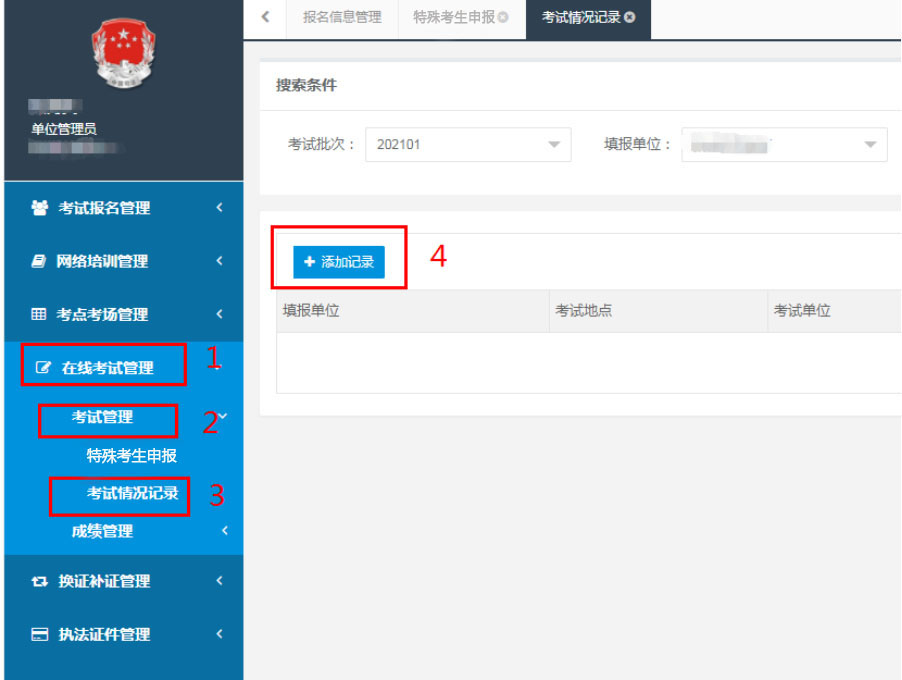 报名信息管理 特殊考生申报 考试情况记录
单位管理员
搜索条件
考试批次： 202101 填报单位：
考试报名管理
网络培训管理
考点考场管理
在线考试管理 1
考试管理 2
特殊考生申报
考试情况记录 3
成绩管理
换证补证管理
执法证件管理
添加记录 4
填报单位 考试地点 考试单位